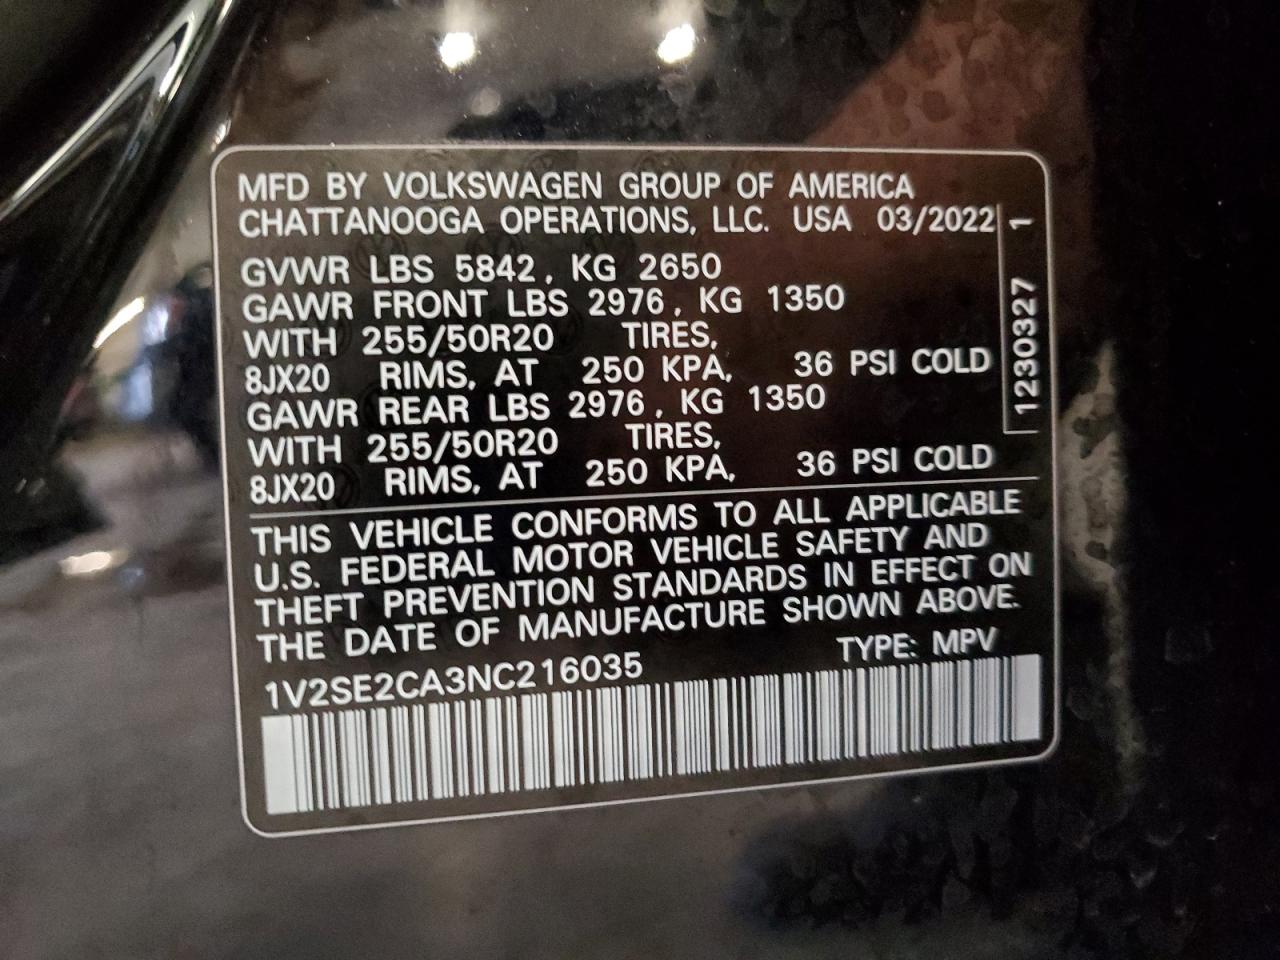 MFD BY VOLKSWAGEN GROUP OF AMERICA
CHATTANOOGA OPERATIONS, LLC. USA 03/2022
GVWR LBS 5842, KG 2650
GAWR FRONT LBS 2976, KG 1350
WITH 255/50R20 TIRES,
8JX20 RIMS, AT 250 KPA, 36 PSI COLD
GAWR REAR LBS 2976, KG 1350
WITH 255/50R20 TIRES,
8JX20 RIMS, AT 250 KPA, 36 PSI COLD
1230327 1
THIS VEHICLE CONFORMS TO ALL APPLICABLE
U.S. FEDERAL MOTOR VEHICLE SAFETY AND
THEFT PREVENTION STANDARDS IN EFFECT ON
THE DATE OF MANUFACTURE SHOWN ABOVE.
1V2SE2CA3NC216035 TYPE: MPV